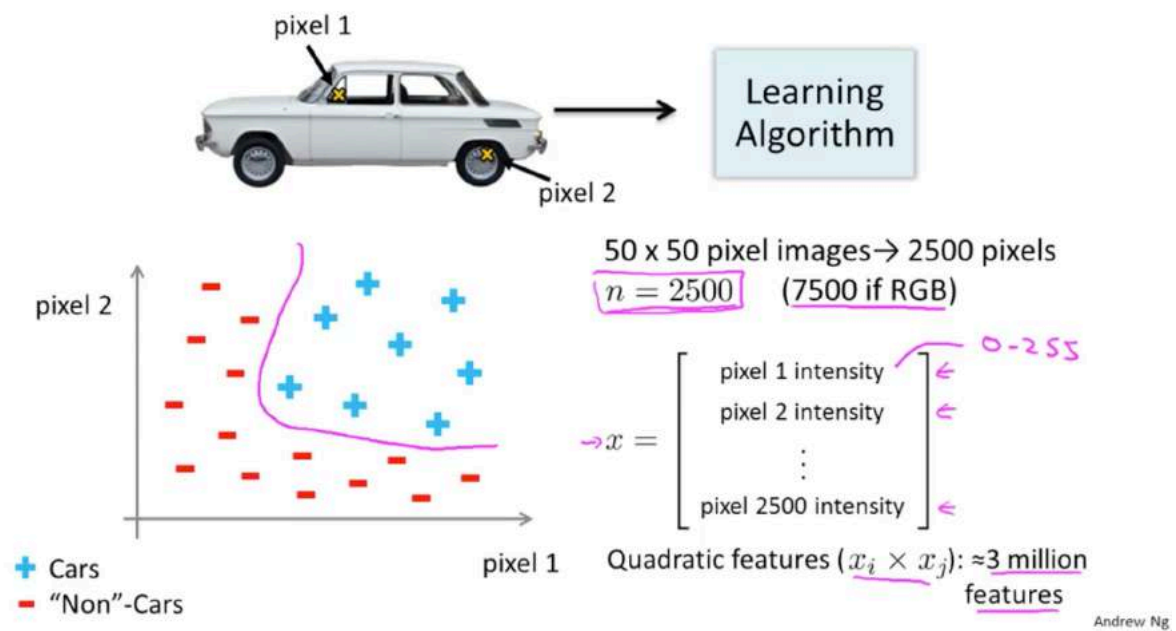 pixel 1
Learning
Algorithm
pixel 2
50 x 50 pixel images→ 2500 pixels
n = 2500 (7500 if RGB)
pixel 2
0-255
pixel 1 intensity
pixel 2 intensity
⋮
→ x =
pixel 2500 intensity
pixel 1
Quadratic features (x_i × x_j): ≈3 million
features
+ Cars
- “Non”-Cars
Andrew Ng